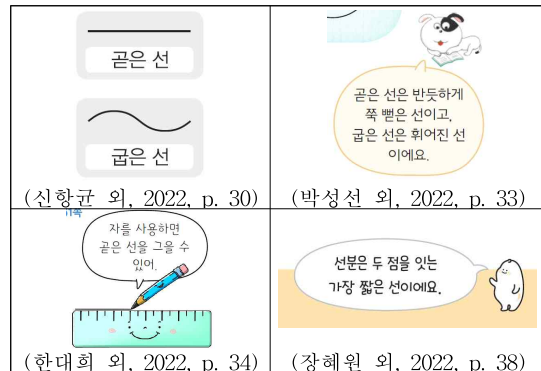 곧은 선
굽은 선
(신항균 외, 2022, p. 30)
곧은 선은 반듯하게
쭉 뻗은 선이고,
굽은 선은 휘어진 선
이에요.
(박성선 외, 2022, p. 33)
자를 사용하면
곧은 선을 그을 수
있어.
(한대희 외, 2022, p. 34)
선분은 두 점을 잇는
가장 짧은 선이에요.
(장혜원 외, 2022, p. 38)